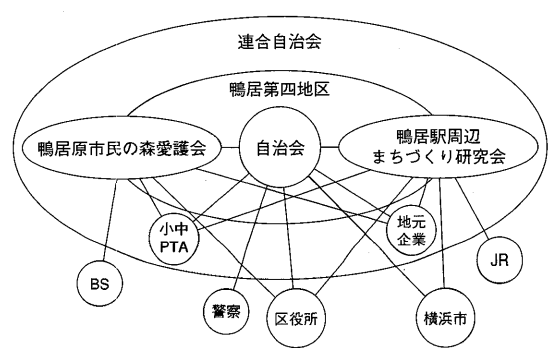 連合自治会
鴨居第四地区
鴨居原市民の森愛護会
自治会
鴨居駅周辺
まちづくり研究会
小中
PTA
地元
企業
BS
警察
区役所
横浜市
JR